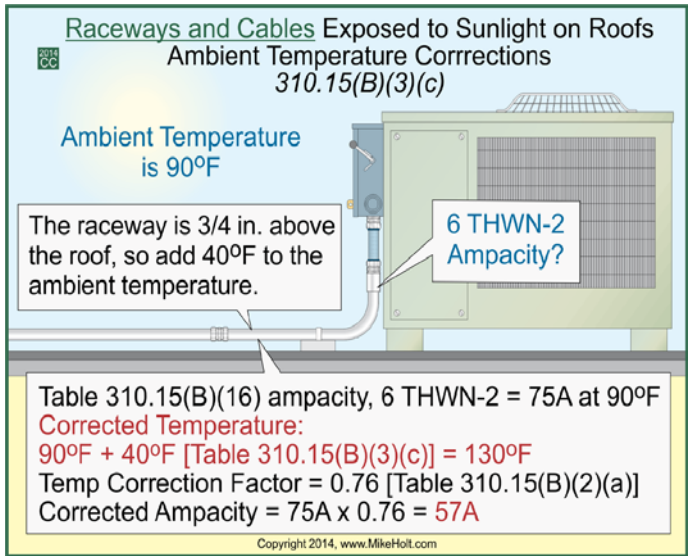 Raceways and Cables Exposed to Sunlight on Roofs
2014
CC
Ambient Temperature Corrrections
310.15(B)(3)(c)
Ambient Temperature
is 90ºF
The raceway is 3/4 in. above
the roof, so add 40ºF to the
ambient temperature.
6 THWN-2
Ampacity?
Table 310.15(B)(16) ampacity, 6 THWN-2 = 75A at 90ºF
Corrected Temperature:
90ºF + 40ºF [Table 310.15(B)(3)(c)] = 130ºF
Temp Correction Factor = 0.76 [Table 310.15(B)(2)(a)]
Corrected Ampacity = 75A x 0.76 = 57A
Copyright 2014, www.MikeHolt.com